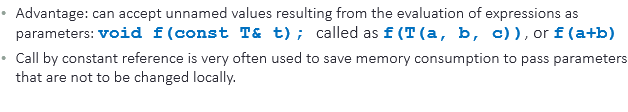 • Advantage: can accept unnamed values resulting from the evaluation of expressions as
parameters: void f(const T& t); called as f(T(a, b, c)), or f(a+b)
• Call by constant reference is very often used to save memory consumption to pass parameters
that are not to be changed locally.